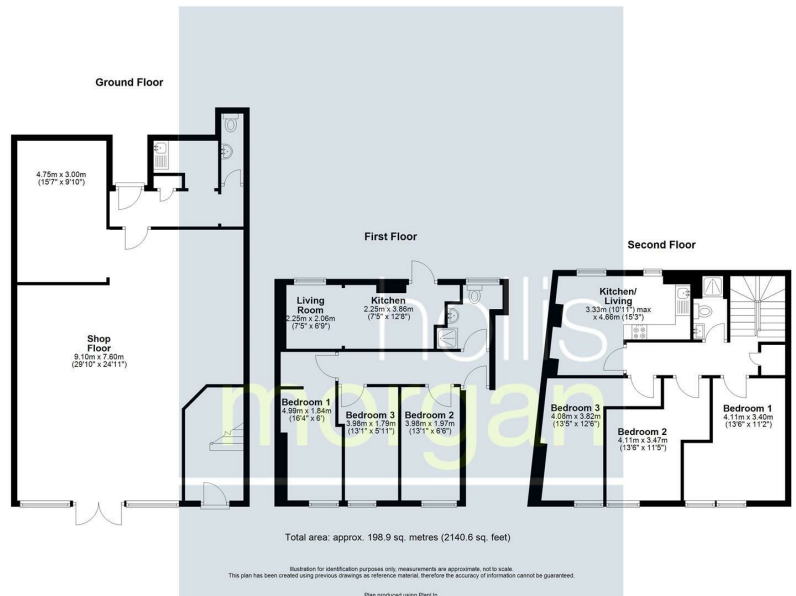 Ground Floor
4.75m x 3.00m
(15'7" x 9'10")
Shop
Floor
9.10m x 7.60m
(29'10" x 24'11")
First Floor
Living
Room
2.25m x 2.06m
(7'5" x 6'9")
Kitchen
2.25m x 3.86m
(7'5" x 12'8")
Bedroom 1
4.99m x 1.84m
(16'4" x 6')
Bedroom 3
3.98m x 1.79m
(13'1" x 5'11")
Bedroom 2
3.98m x 1.97m
(13'1" x 6'6")
Second Floor
Kitchen/
Living
3.33m (10'11") max
x 4.66m (15'3")
Bedroom 3
4.08m x 3.82m
(13'5" x 12'6")
Bedroom 2
4.11m x 3.47m
(13'6" x 11'5")
Bedroom 1
4.11m x 3.40m
(13'6" x 11'2")
hollis
morgan
Total area: approx. 198.9 sq. metres (2140.6 sq. feet)
Illustration for identification purposes only, measurements are approximate, not to scale.
This plan has been created using previous drawings as reference material, therefore the accuracy of information cannot be guaranteed.
Plan produced using PlanUp.